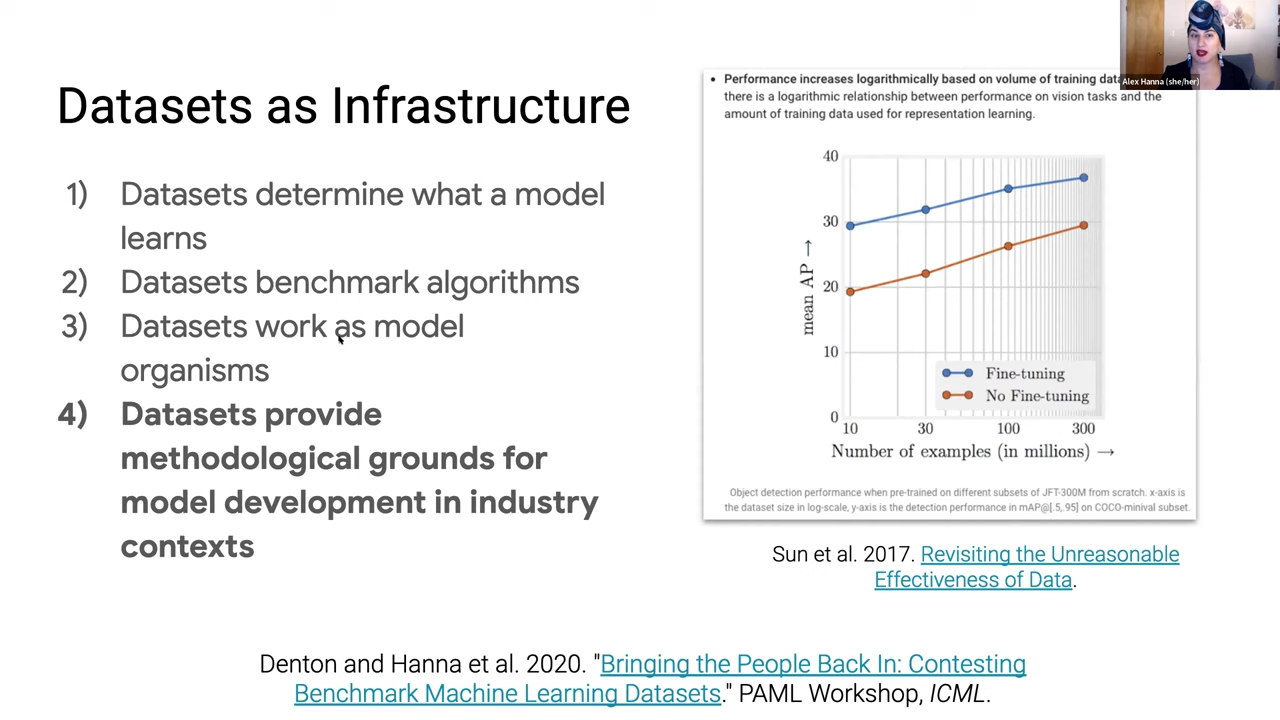 Alex Hanna (she/her)
Datasets as Infrastructure
1) Datasets determine what a model
learns
2) Datasets benchmark algorithms
3) Datasets work as model
organisms
4) Datasets provide
methodological grounds for
model development in industry
contexts
• Performance increases logarithmically based on volume of training dat
there is a logarithmic relationship between performance on vision tasks and the
amount of training data used for representation learning.
40
30
20
10
0
mean AP →
10 30 100 300
Number of examples (in millions) →
Fine-tuning
No Fine-tuning
Object detection performance when pre-trained on different subsets of JFT-300M from scratch. x-axis is
the dataset size in log-scale, y-axis is the detection performance in mAP@[.5,.95] on COCO-minival subset.
Sun et al. 2017. Revisiting the Unreasonable
Effectiveness of Data.
Denton and Hanna et al. 2020. "Bringing the People Back In: Contesting
Benchmark Machine Learning Datasets." PAML Workshop, ICML.